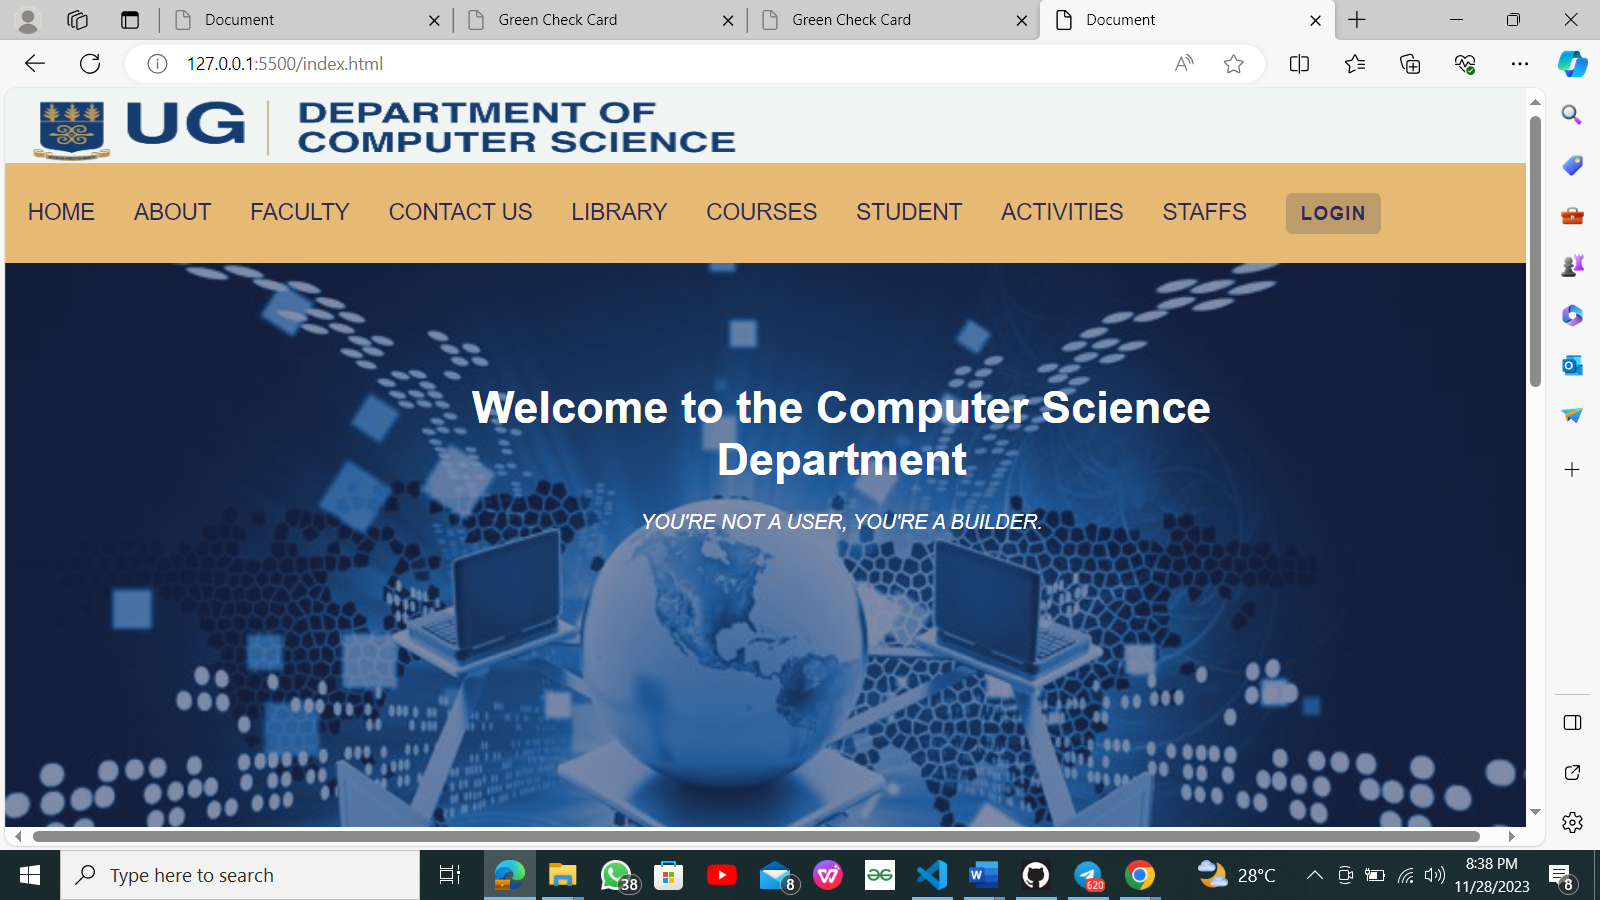 Document
Green Check Card
Green Check Card
Document
127.0.0.1:5500/index.html
UG
DEPARTMENT OF
COMPUTER SCIENCE
HOME ABOUT FACULTY CONTACT US LIBRARY COURSES STUDENT ACTIVITIES STAFFS LOGIN
Welcome to the Computer Science
Department
YOU'RE NOT A USER, YOU'RE A BUILDER.
Type here to search
38
8
620
28°C
8:38 PM
11/28/2023
8